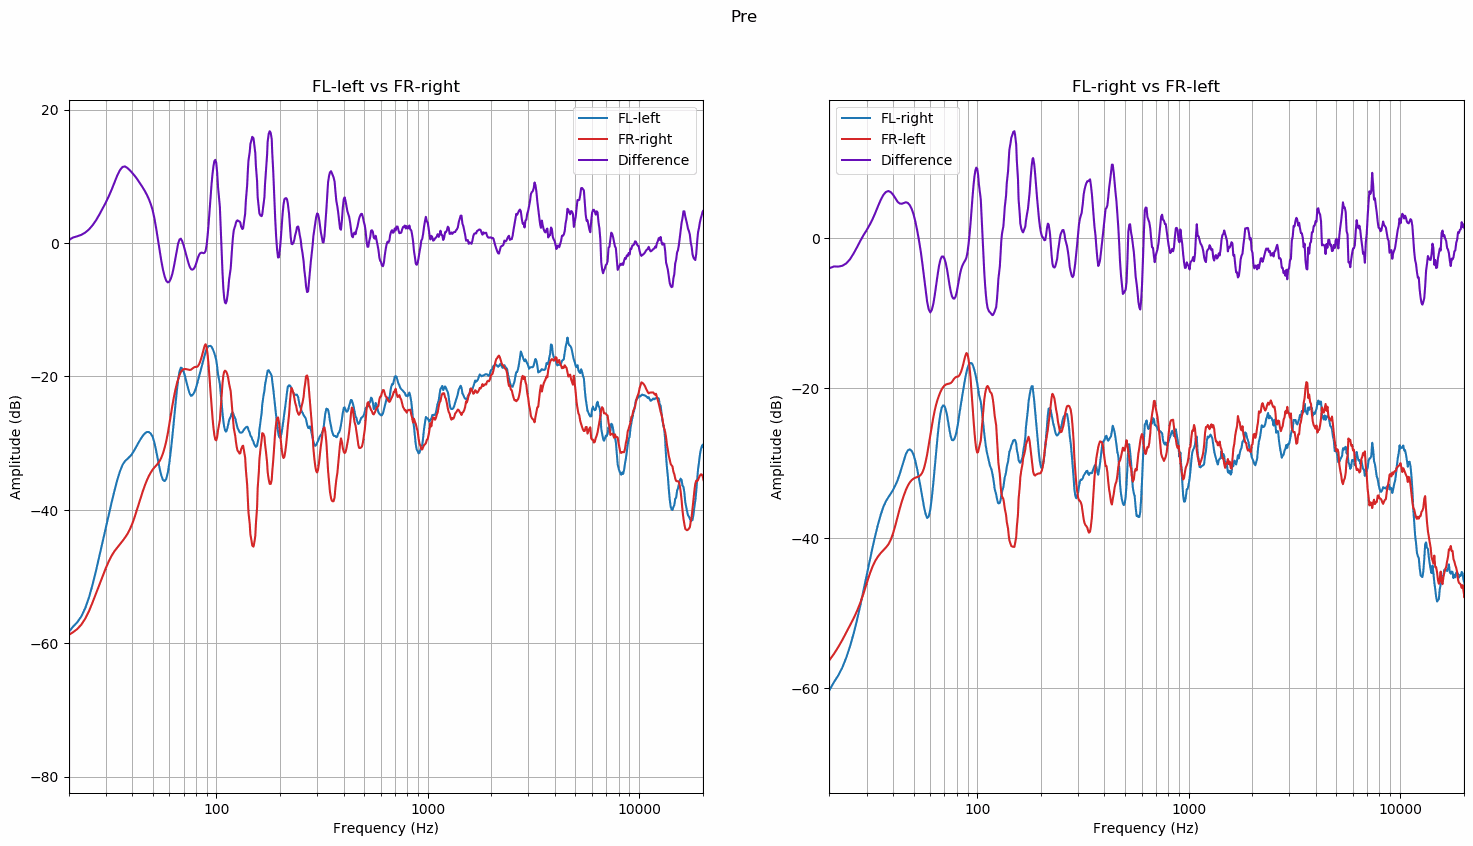 Pre
FL-left vs FR-right
20
0
−20
−40
−60
−80
Amplitude (dB)
FL-left
FR-right
Difference
100
1000
10000
Frequency (Hz)
FL-right vs FR-left
0
−20
−40
−60
Amplitude (dB)
FL-right
FR-left
Difference
100
1000
10000
Frequency (Hz)